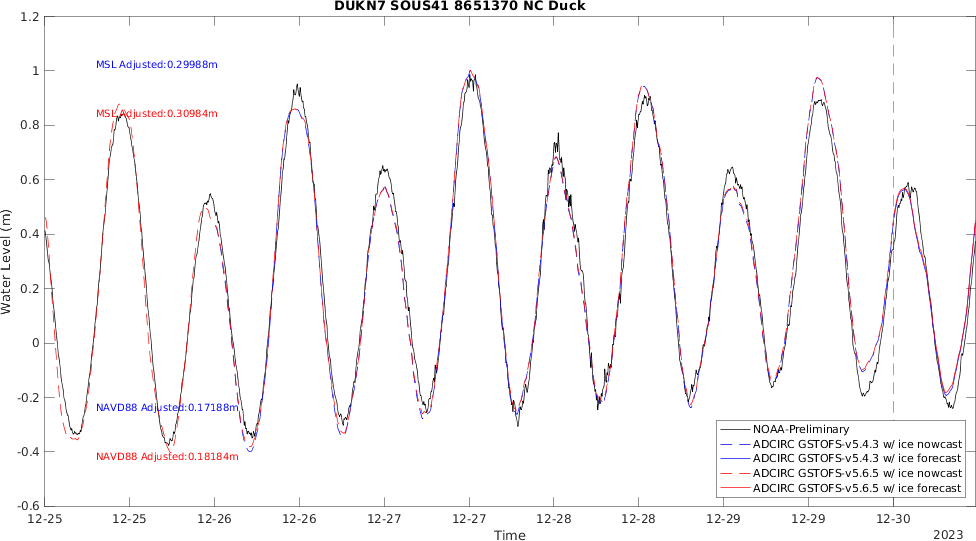 DUKN7 SOUS41 8651370 NC Duck
1.2
1
0.8
0.6
0.4
0.2
0
-0.2
-0.4
-0.6
Water Level (m)
MSL Adjusted:0.29988m
MSL Adjusted:0.30984m
NAVD88 Adjusted:0.17188m
NAVD88 Adjusted:0.18184m
NOAA-Preliminary
ADCIRC GSTOFS-v5.4.3 w/ ice nowcast
ADCIRC GSTOFS-v5.4.3 w/ ice forecast
ADCIRC GSTOFS-v5.6.5 w/ ice nowcast
ADCIRC GSTOFS-v5.6.5 w/ ice forecast
12-25 12-25 12-26 12-26 12-27 12-27 12-28 12-28 12-29 12-29 12-30
Time
2023